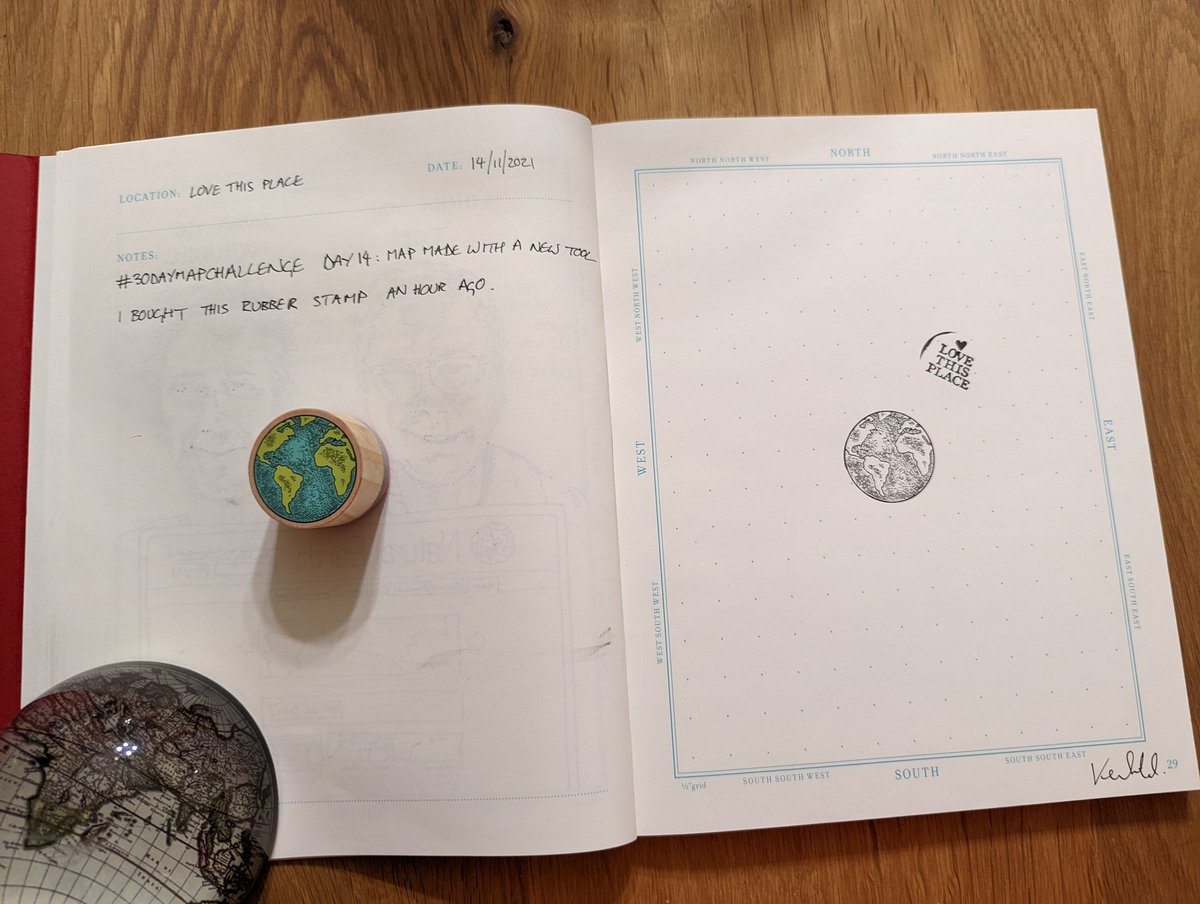 LOCATION: LOVE THIS PLACE
DATE: 14/11/2021
NOTES:
#30DAYMAPCHALLENGE DAY 14: MAP MADE WITH A NEW TOOL
I BOUGHT THIS RUBBER STAMP AN HOUR AGO.
NORTH NORTH WEST
NORTH
NORTH NORTH EAST
WEST NORTH WEST
EAST NORTH EAST
LOVE
THIS
PLACE
WEST
EAST
WEST SOUTH WEST
EAST SOUTH EAST
⅓"grid
SOUTH SOUTH WEST
SOUTH
SOUTH SOUTH EAST
29